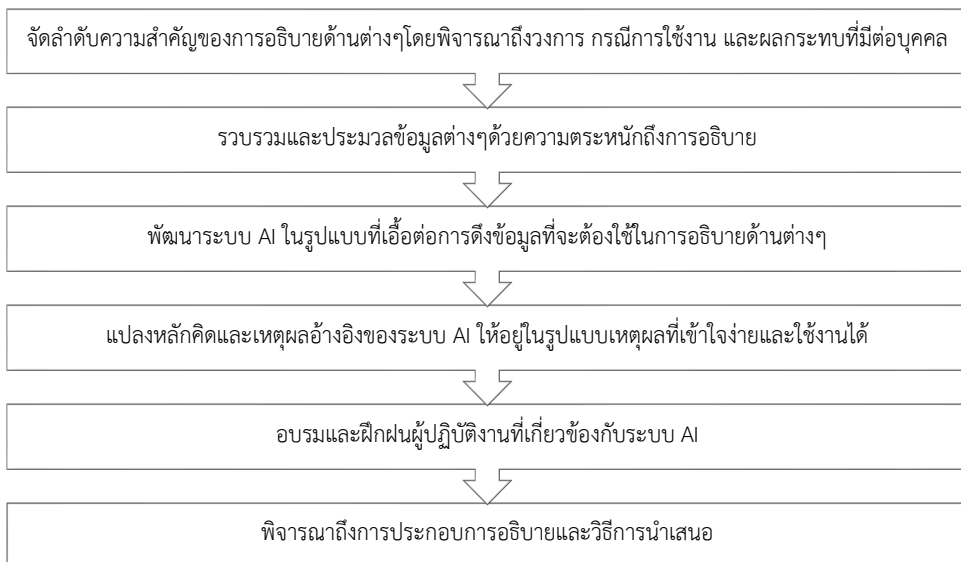 จัดลำดับความสำคัญของการอธิบายด้านต่างๆโดยพิจารณาถึงวงการ กรณีการใช้งาน และผลกระทบที่มีต่อบุคคล
รวบรวมและประมวลข้อมูลต่างๆด้วยความตระหนักถึงการอธิบาย
พัฒนาระบบ AI ในรูปแบบที่เอื้อต่อการดึงข้อมูลที่จะต้องใช้ในการอธิบายด้านต่างๆ
แปลงหลักคิดและเหตุผลอ้างอิงของระบบ AI ให้อยู่ในรูปแบบเหตุผลที่เข้าใจง่ายและใช้งานได้
อบรมและฝึกฝนผู้ปฏิบัติงานที่เกี่ยวข้องกับระบบ AI
พิจารณาถึงการประกอบการอธิบายและวิธีการนำเสนอ